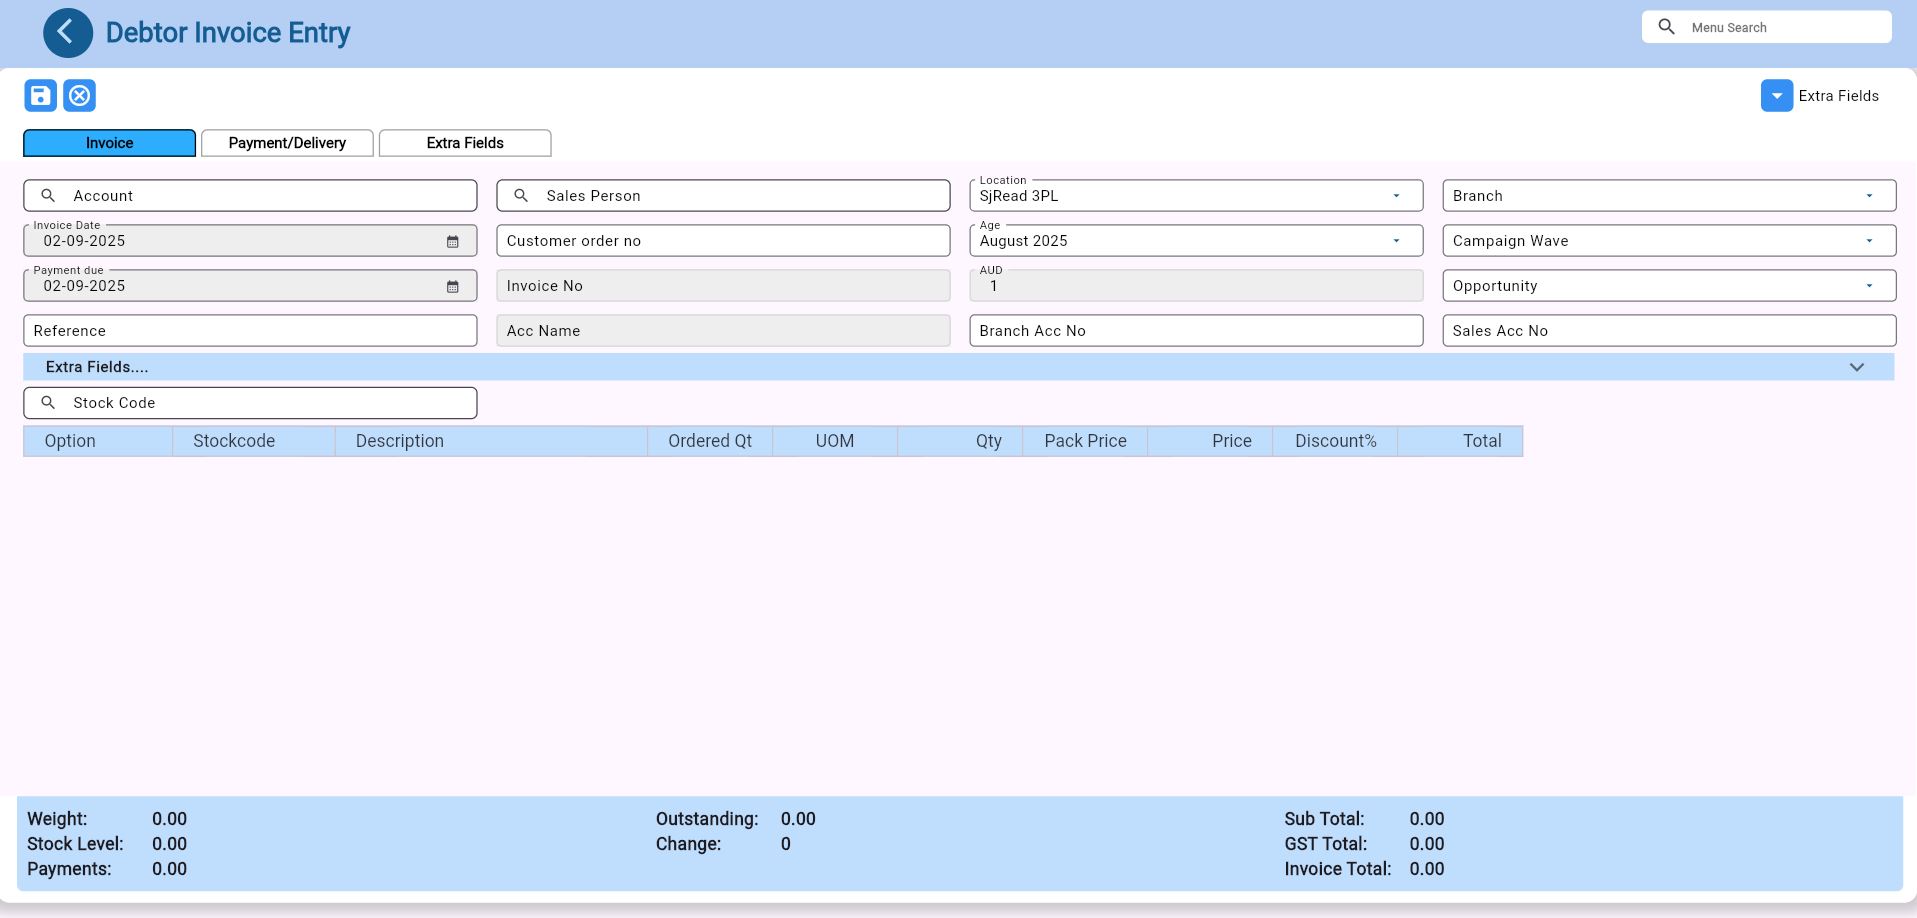 Debtor Invoice Entry
Menu Search
Extra Fields
Invoice Payment/Delivery Extra Fields
Account Sales Person Location SjRead 3PL Branch
Invoice Date 02-09-2025 Customer order no Age August 2025 Campaign Wave
Payment due 02-09-2025 Invoice No AUD 1 Opportunity
Reference Acc Name Branch Acc No Sales Acc No
Extra Fields....
Stock Code
Option Stockcode Description Ordered Qt UOM Qty Pack Price Price Discount% Total
Weight: 0.00 Outstanding: 0.00 Sub Total: 0.00
Stock Level: 0.00 Change: 0 GST Total: 0.00
Payments: 0.00 Invoice Total: 0.00